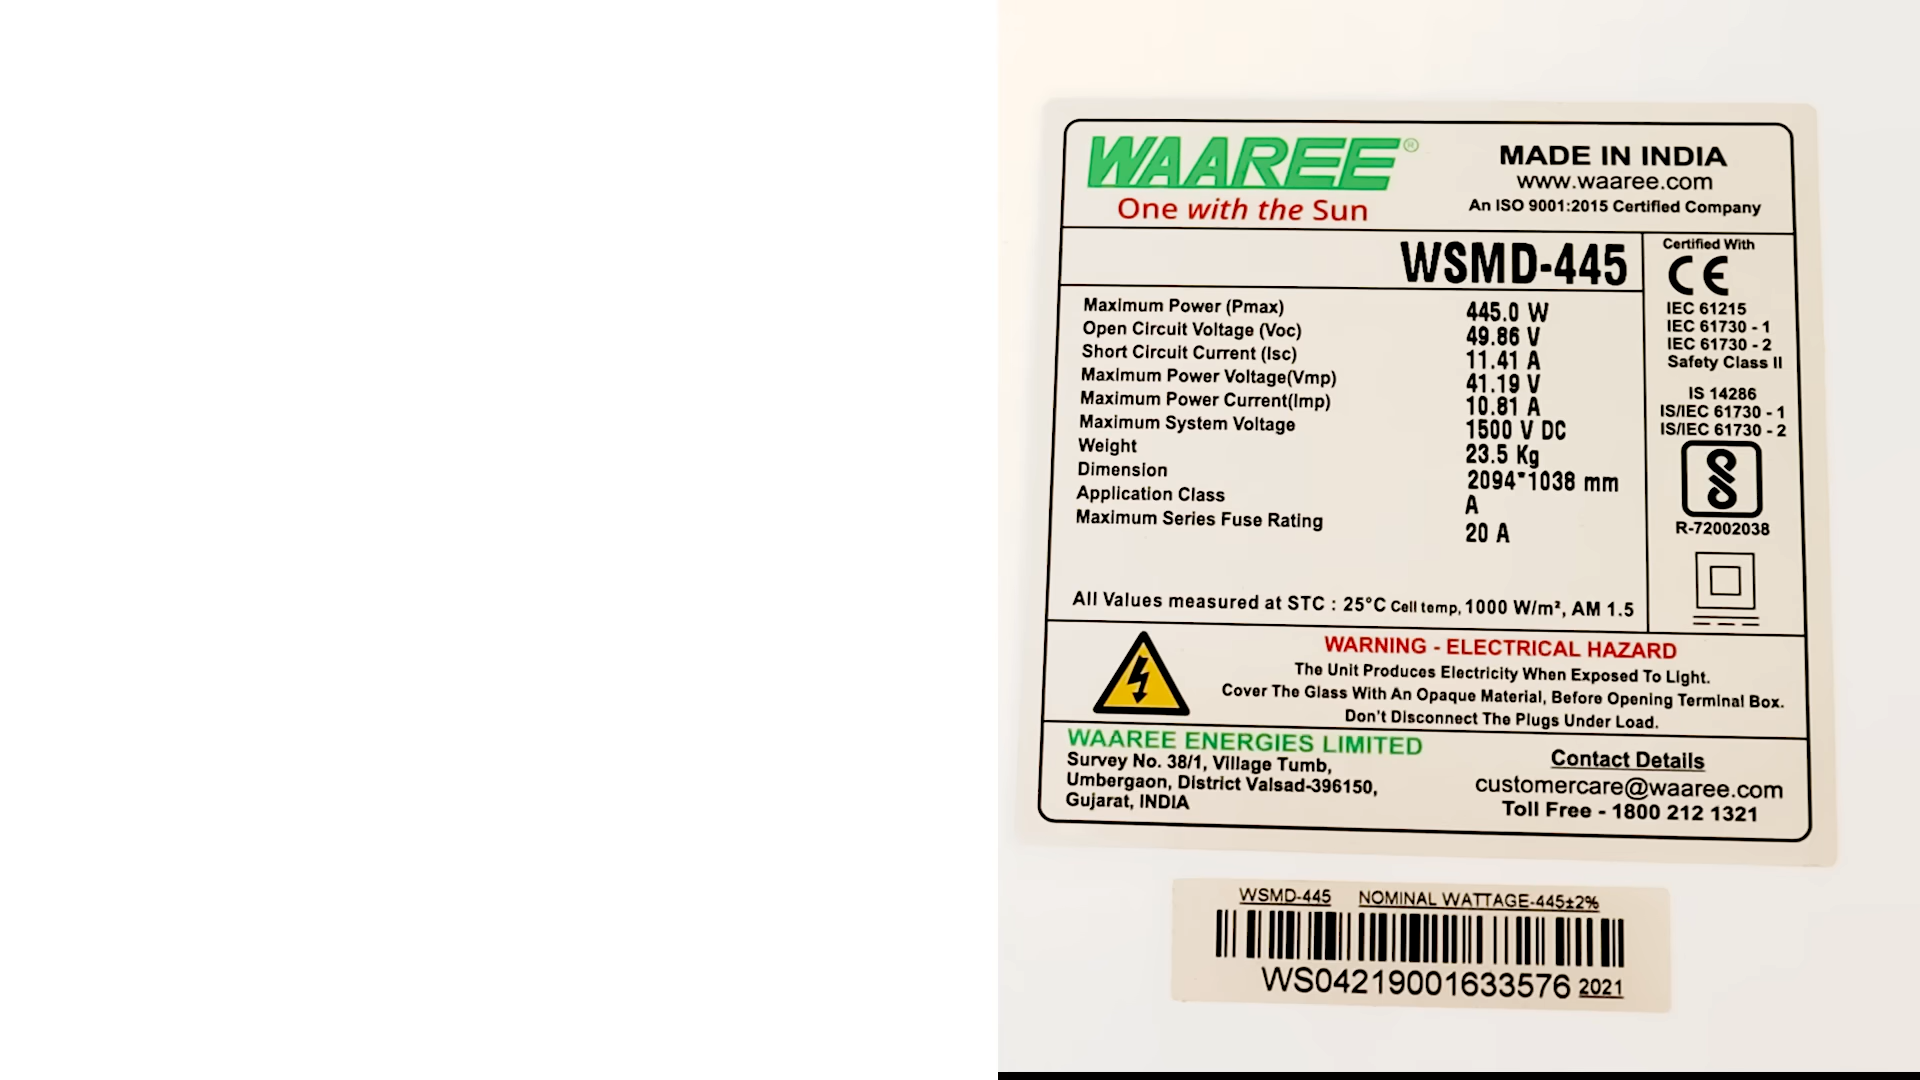 WAAREE®
One with the Sun
MADE IN INDIA
www.waaree.com
An ISO 9001:2015 Certified Company
WSMD-445
Maximum Power (Pmax) 445.0 W
Open Circuit Voltage (Voc) 49.86 V
Short Circuit Current (Isc) 11.41 A
Maximum Power Voltage(Vmp) 41.19 V
Maximum Power Current(Imp) 10.81 A
Maximum System Voltage 1500 V DC
Weight 23.5 Kg
Dimension 2094*1038 mm
Application Class A
Maximum Series Fuse Rating 20 A
All Values measured at STC : 25°C Cell temp, 1000 W/m², AM 1.5
Certified With
CE
IEC 61215
IEC 61730 - 1
IEC 61730 - 2
Safety Class II
IS 14286
IS/IEC 61730 - 1
IS/IEC 61730 - 2
R-72002038
WARNING - ELECTRICAL HAZARD
The Unit Produces Electricity When Exposed To Light.
Cover The Glass With An Opaque Material, Before Opening Terminal Box.
Don't Disconnect The Plugs Under Load.
WAAREE ENERGIES LIMITED
Survey No. 38/1, Village Tumb,
Umbergaon, District Valsad-396150,
Gujarat, INDIA
Contact Details
customercare@waaree.com
Toll Free - 1800 212 1321
WSMD-445 NOMINAL WATTAGE-445±2%
WS04219001633576 2021